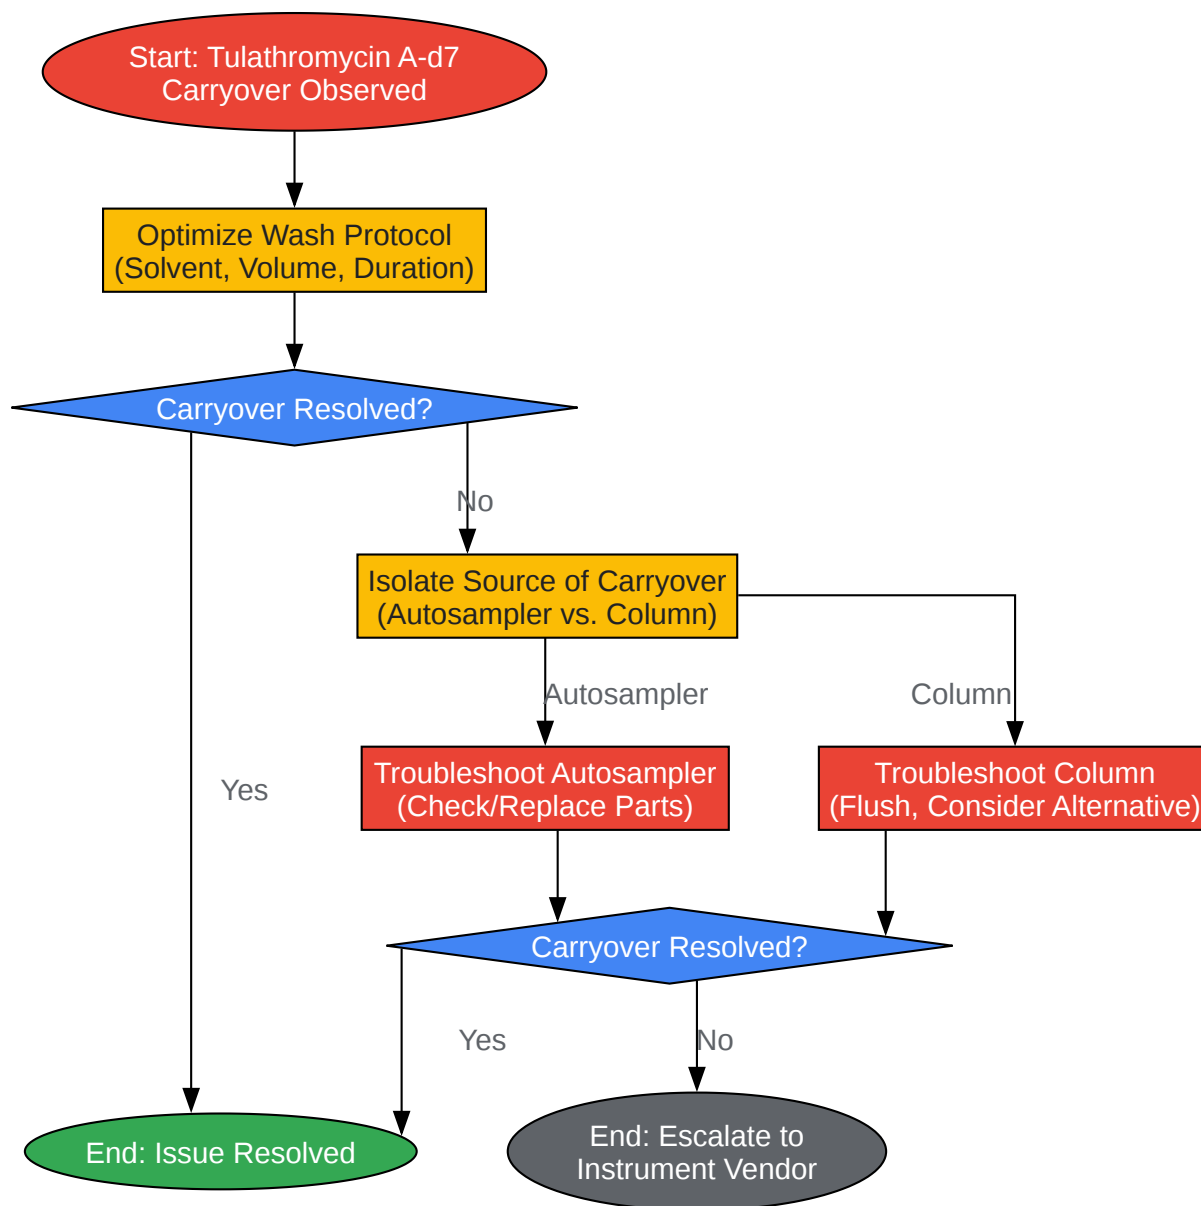 Start: Tulathromycin A-d7
Carryover Observed
Optimize Wash Protocol
(Solvent, Volume, Duration)
Carryover Resolved?
No
Isolate Source of Carryover
(Autosampler vs. Column)
Autosampler
Column
Troubleshoot Autosampler
(Check/Replace Parts)
Troubleshoot Column
(Flush, Consider Alternative)
Yes
Carryover Resolved?
Yes
No
End: Issue Resolved
End: Escalate to
Instrument Vendor